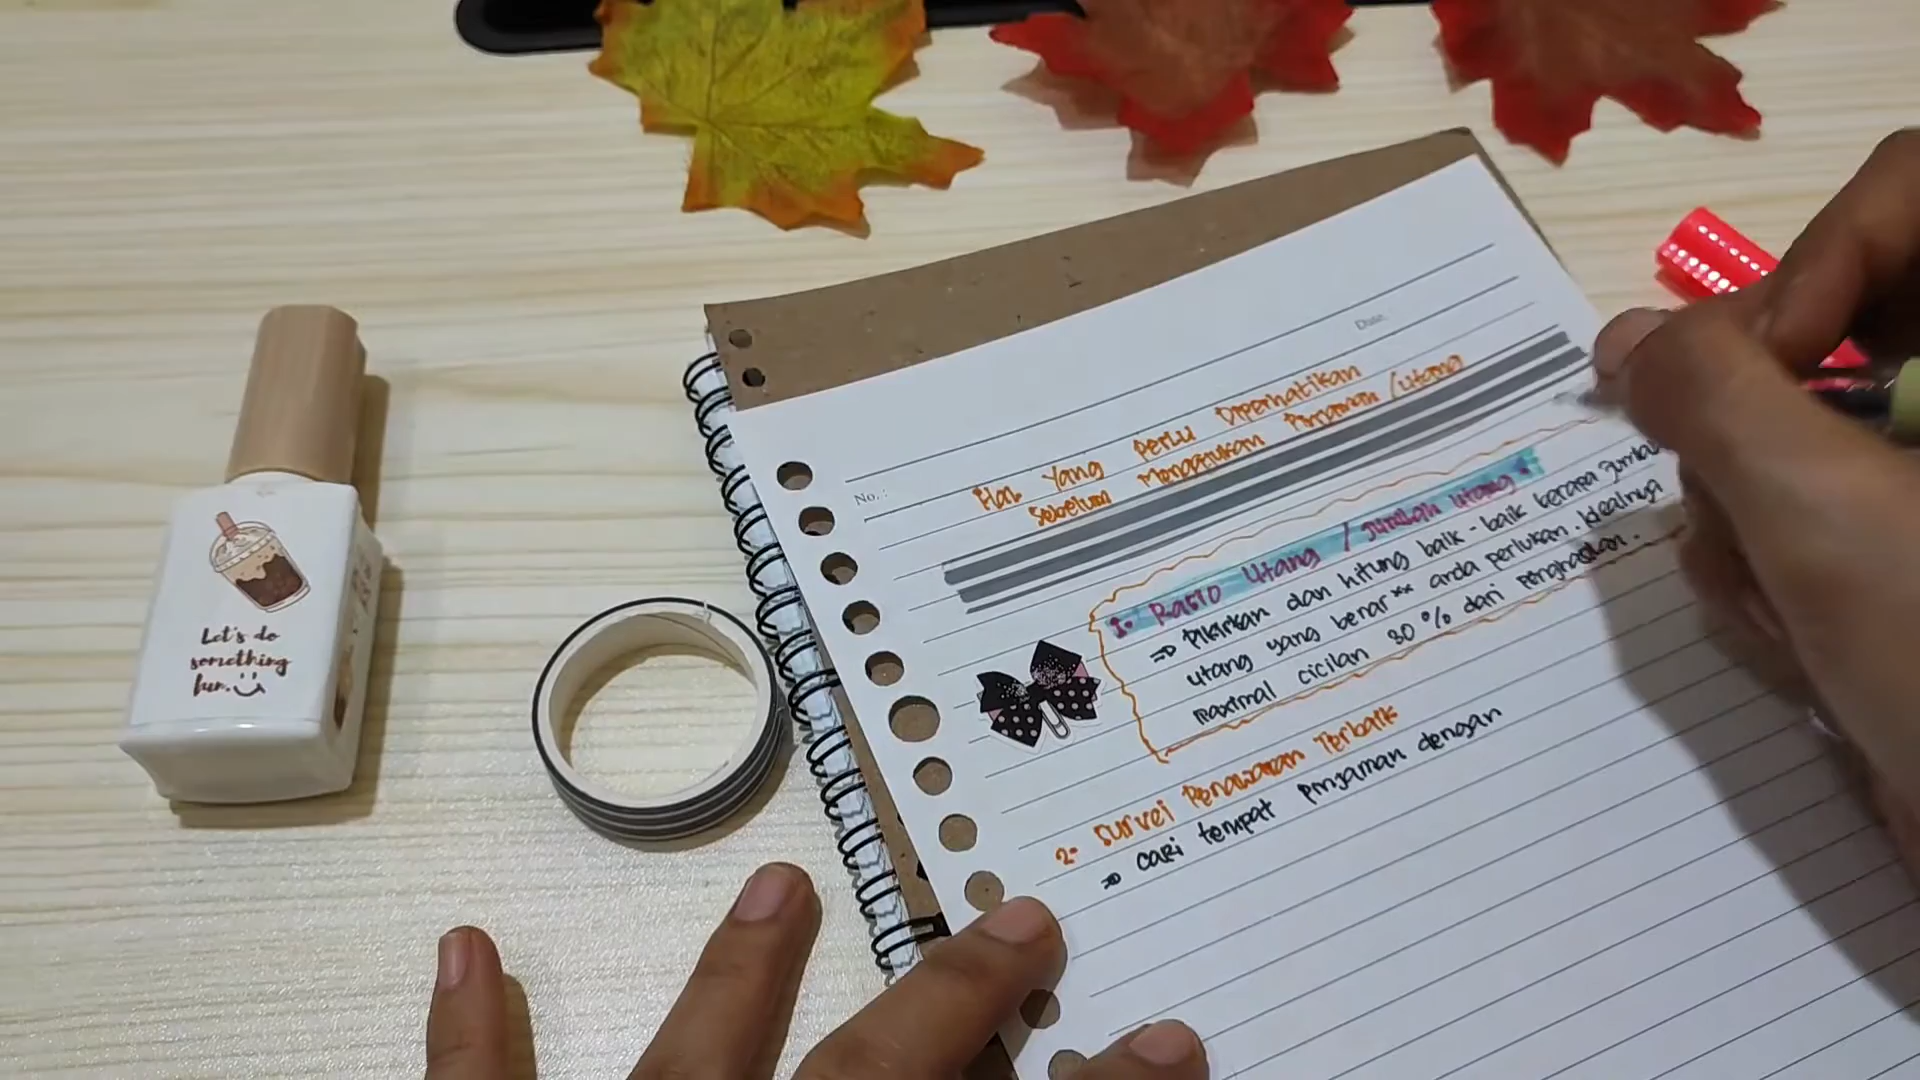 Let's do
something
fun.
Date
No. :
Hal Yang Perlu Diperhatikan
Sebelum Mengajukan Pinjaman / Utang
1. Rasio Utang / Jumlah Utang.
⇒ Pikirkan dan hitung baik - baik berapa jumlah
utang yang benar** anda perlukan. Idealnya
maximal cicilan 30 % dari penghasilan.
2. Survei Penawaran Terbaik
⇒ Cari tempat pinjaman dengan